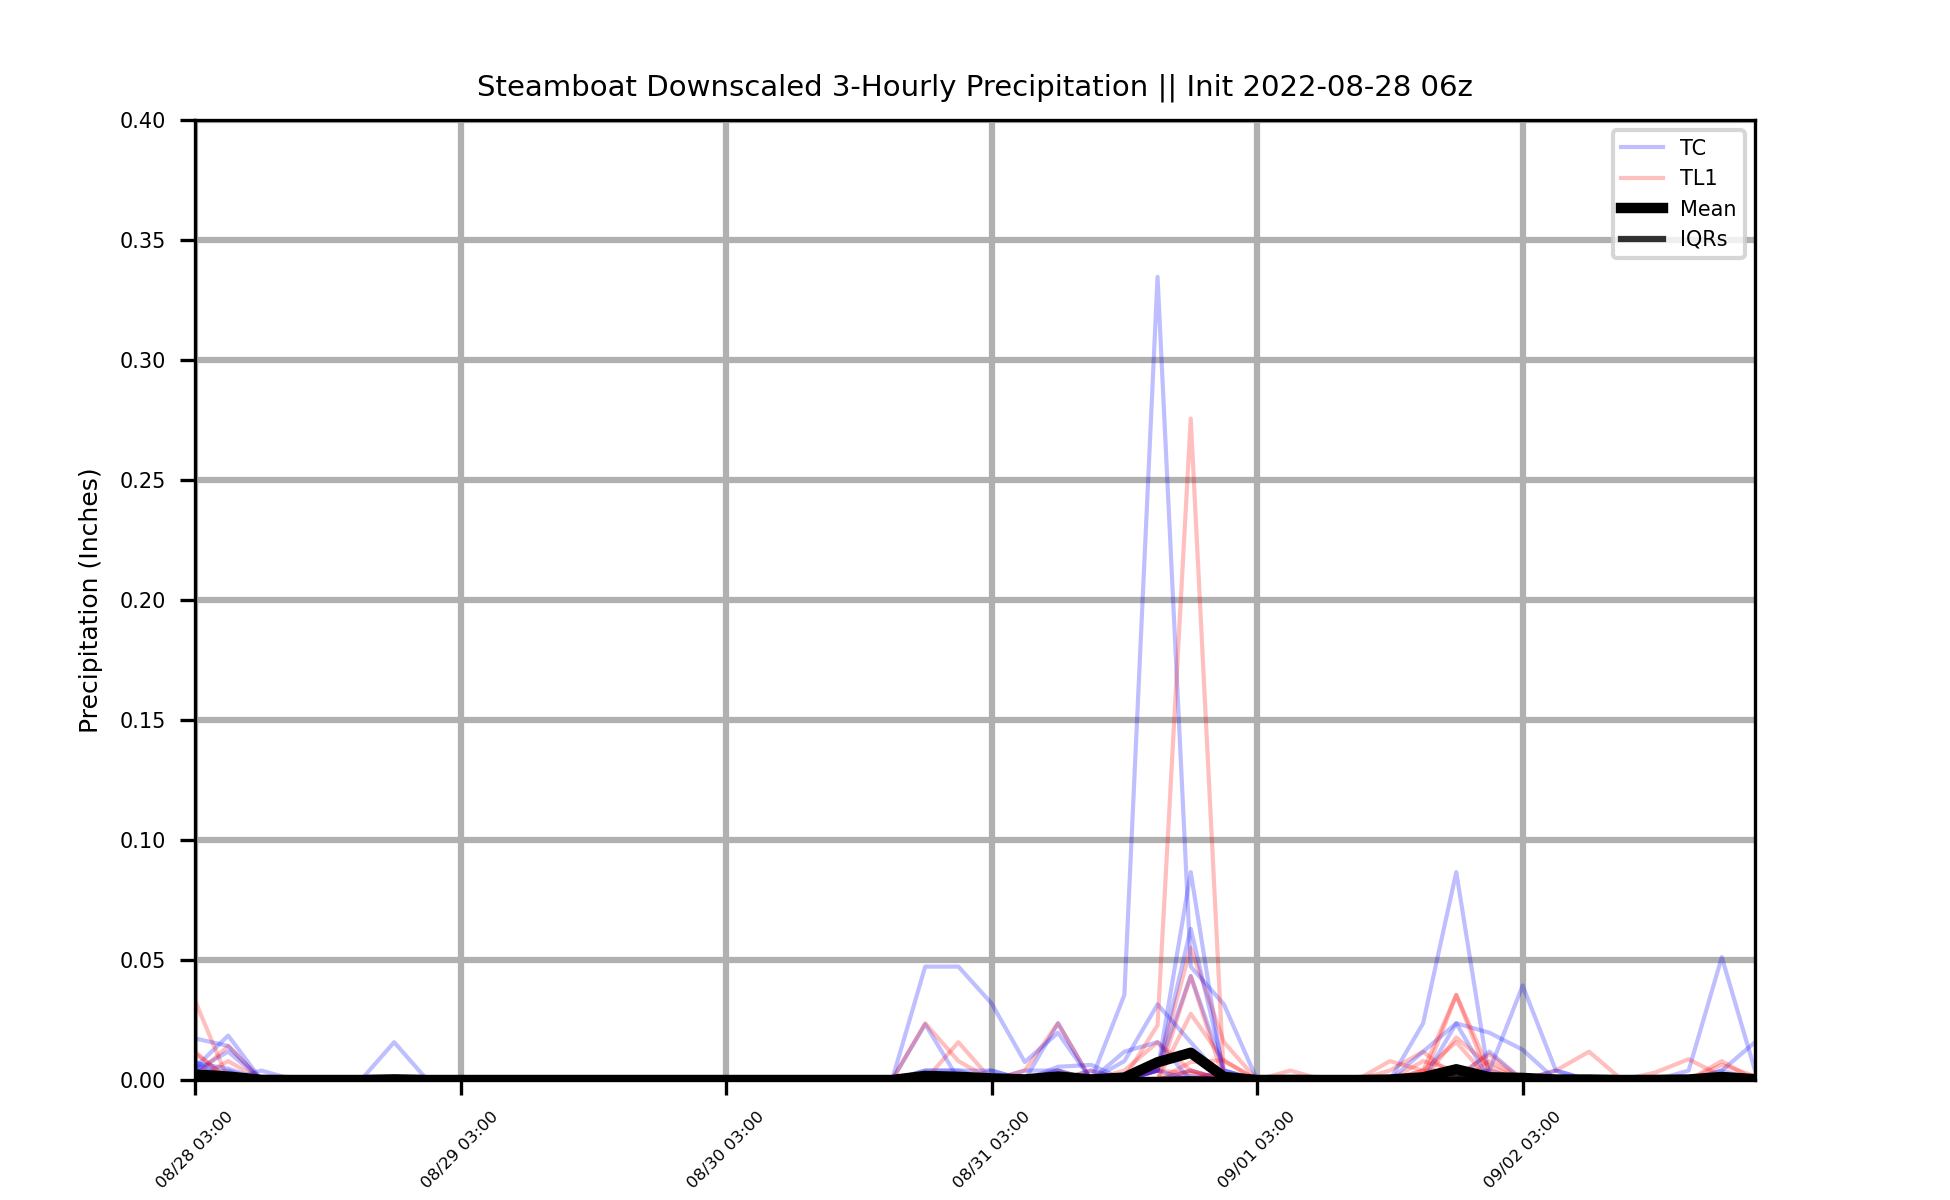 Steamboat Downscaled 3-Hourly Precipitation || Init 2022-08-28 06z
TC
TL1
Mean
IQRs
Precipitation (Inches)
0.40
0.35
0.30
0.25
0.20
0.15
0.10
0.05
0.00
08/28 03:00
08/29 03:00
08/30 03:00
08/31 03:00
09/01 03:00
09/02 03:00